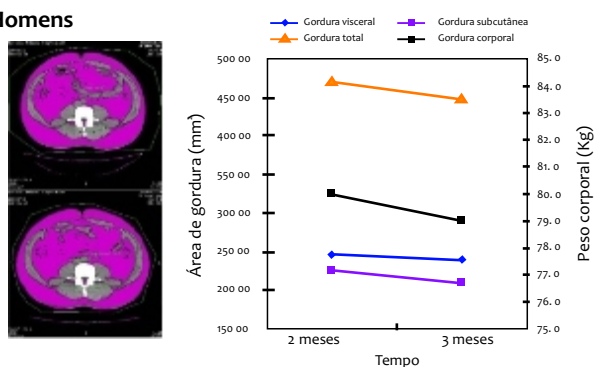 Homens
Gordura visceral
Gordura subcutânea
Gordura total
Gordura corporal
500 00
450 00
400 00
350 00
300 00
250 00
200 00
150 00
Área de gordura (mm²)
85. 0
84. 0
83. 0
82. 0
81. 0
80. 0
79. 0
78. 0
77. 0
76. 0
75. 0
Peso corporal (Kg)
2 meses
3 meses
Tempo